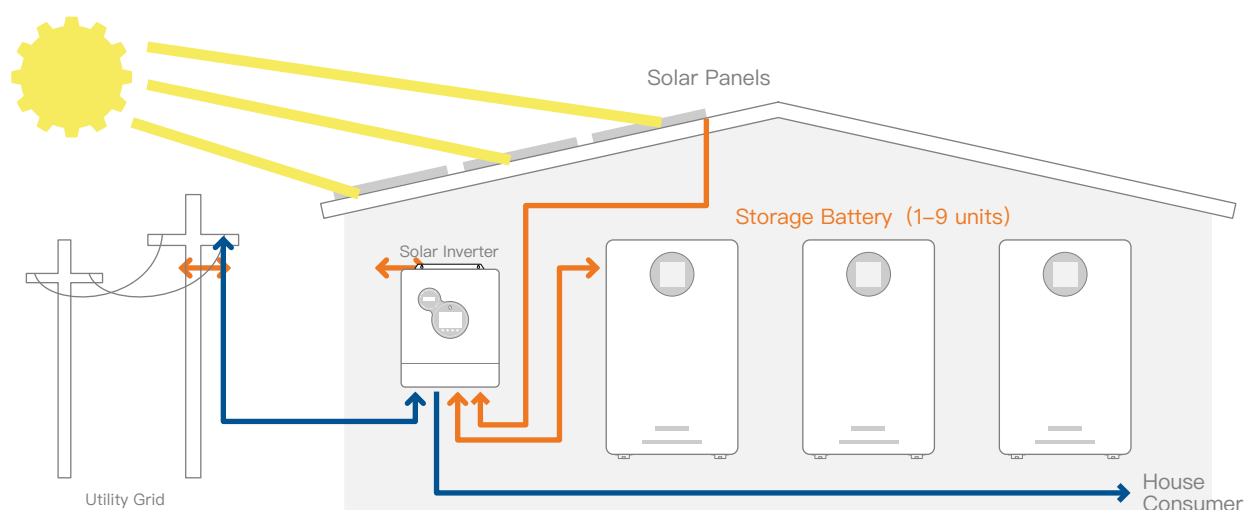 Solar Panels
Storage Battery（1–9 units）
Solar Inverter
House
Consumer
Utility Grid